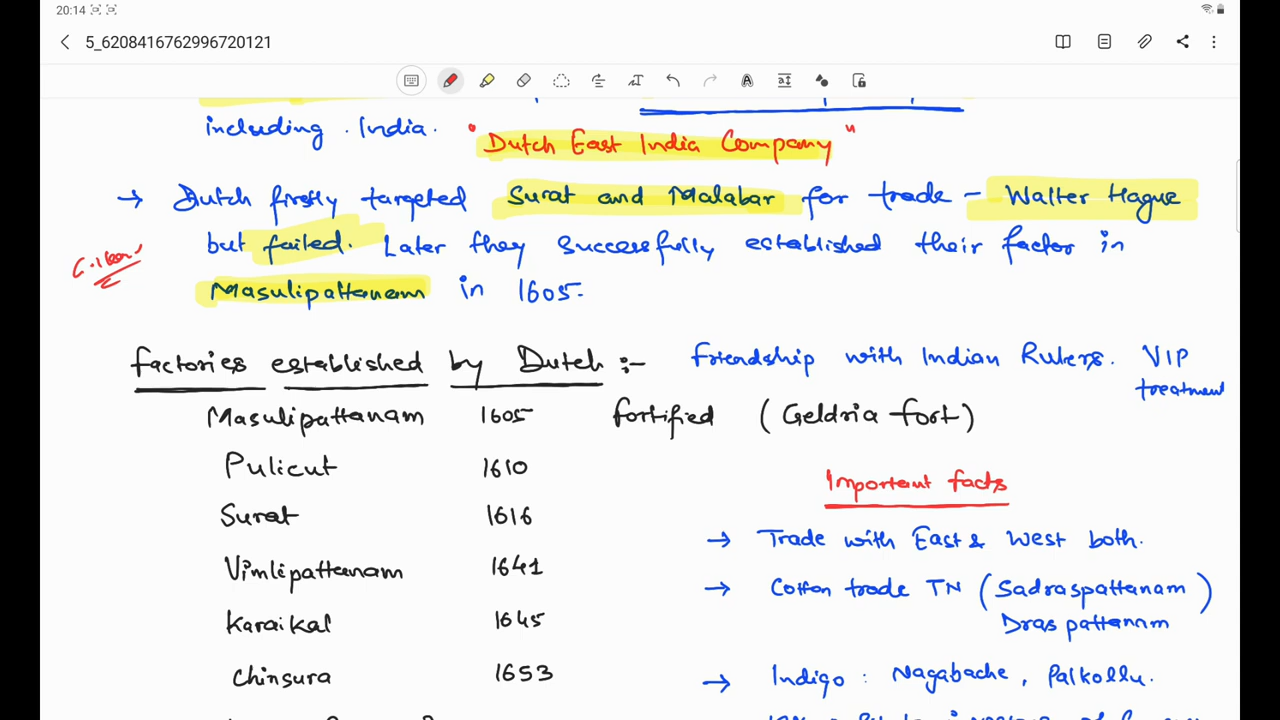 20:14
5_6208416762996720121
including . India. "Dutch East India Company"
→ Dutch firstly targeted Surat and Malabar for trade - Walter Hague
but failed. Later they successfully established their factor in
Masulipattanam in 1605.
factories established by Dutch :- friendship with Indian Rulers. VIP
treatment
Masulipattanam 1605 fortified (Geldria fort)
Pulicut 1610
Important facts
Surat 1616
→ Trade with East & West both.
Vimlipattanam 1641
→ Cotton trade TN (Sadraspattanam)
Karaikal 1645
Dras pattanam
Chinsura 1653
→ Indigo : Nagabache, Palkollu.